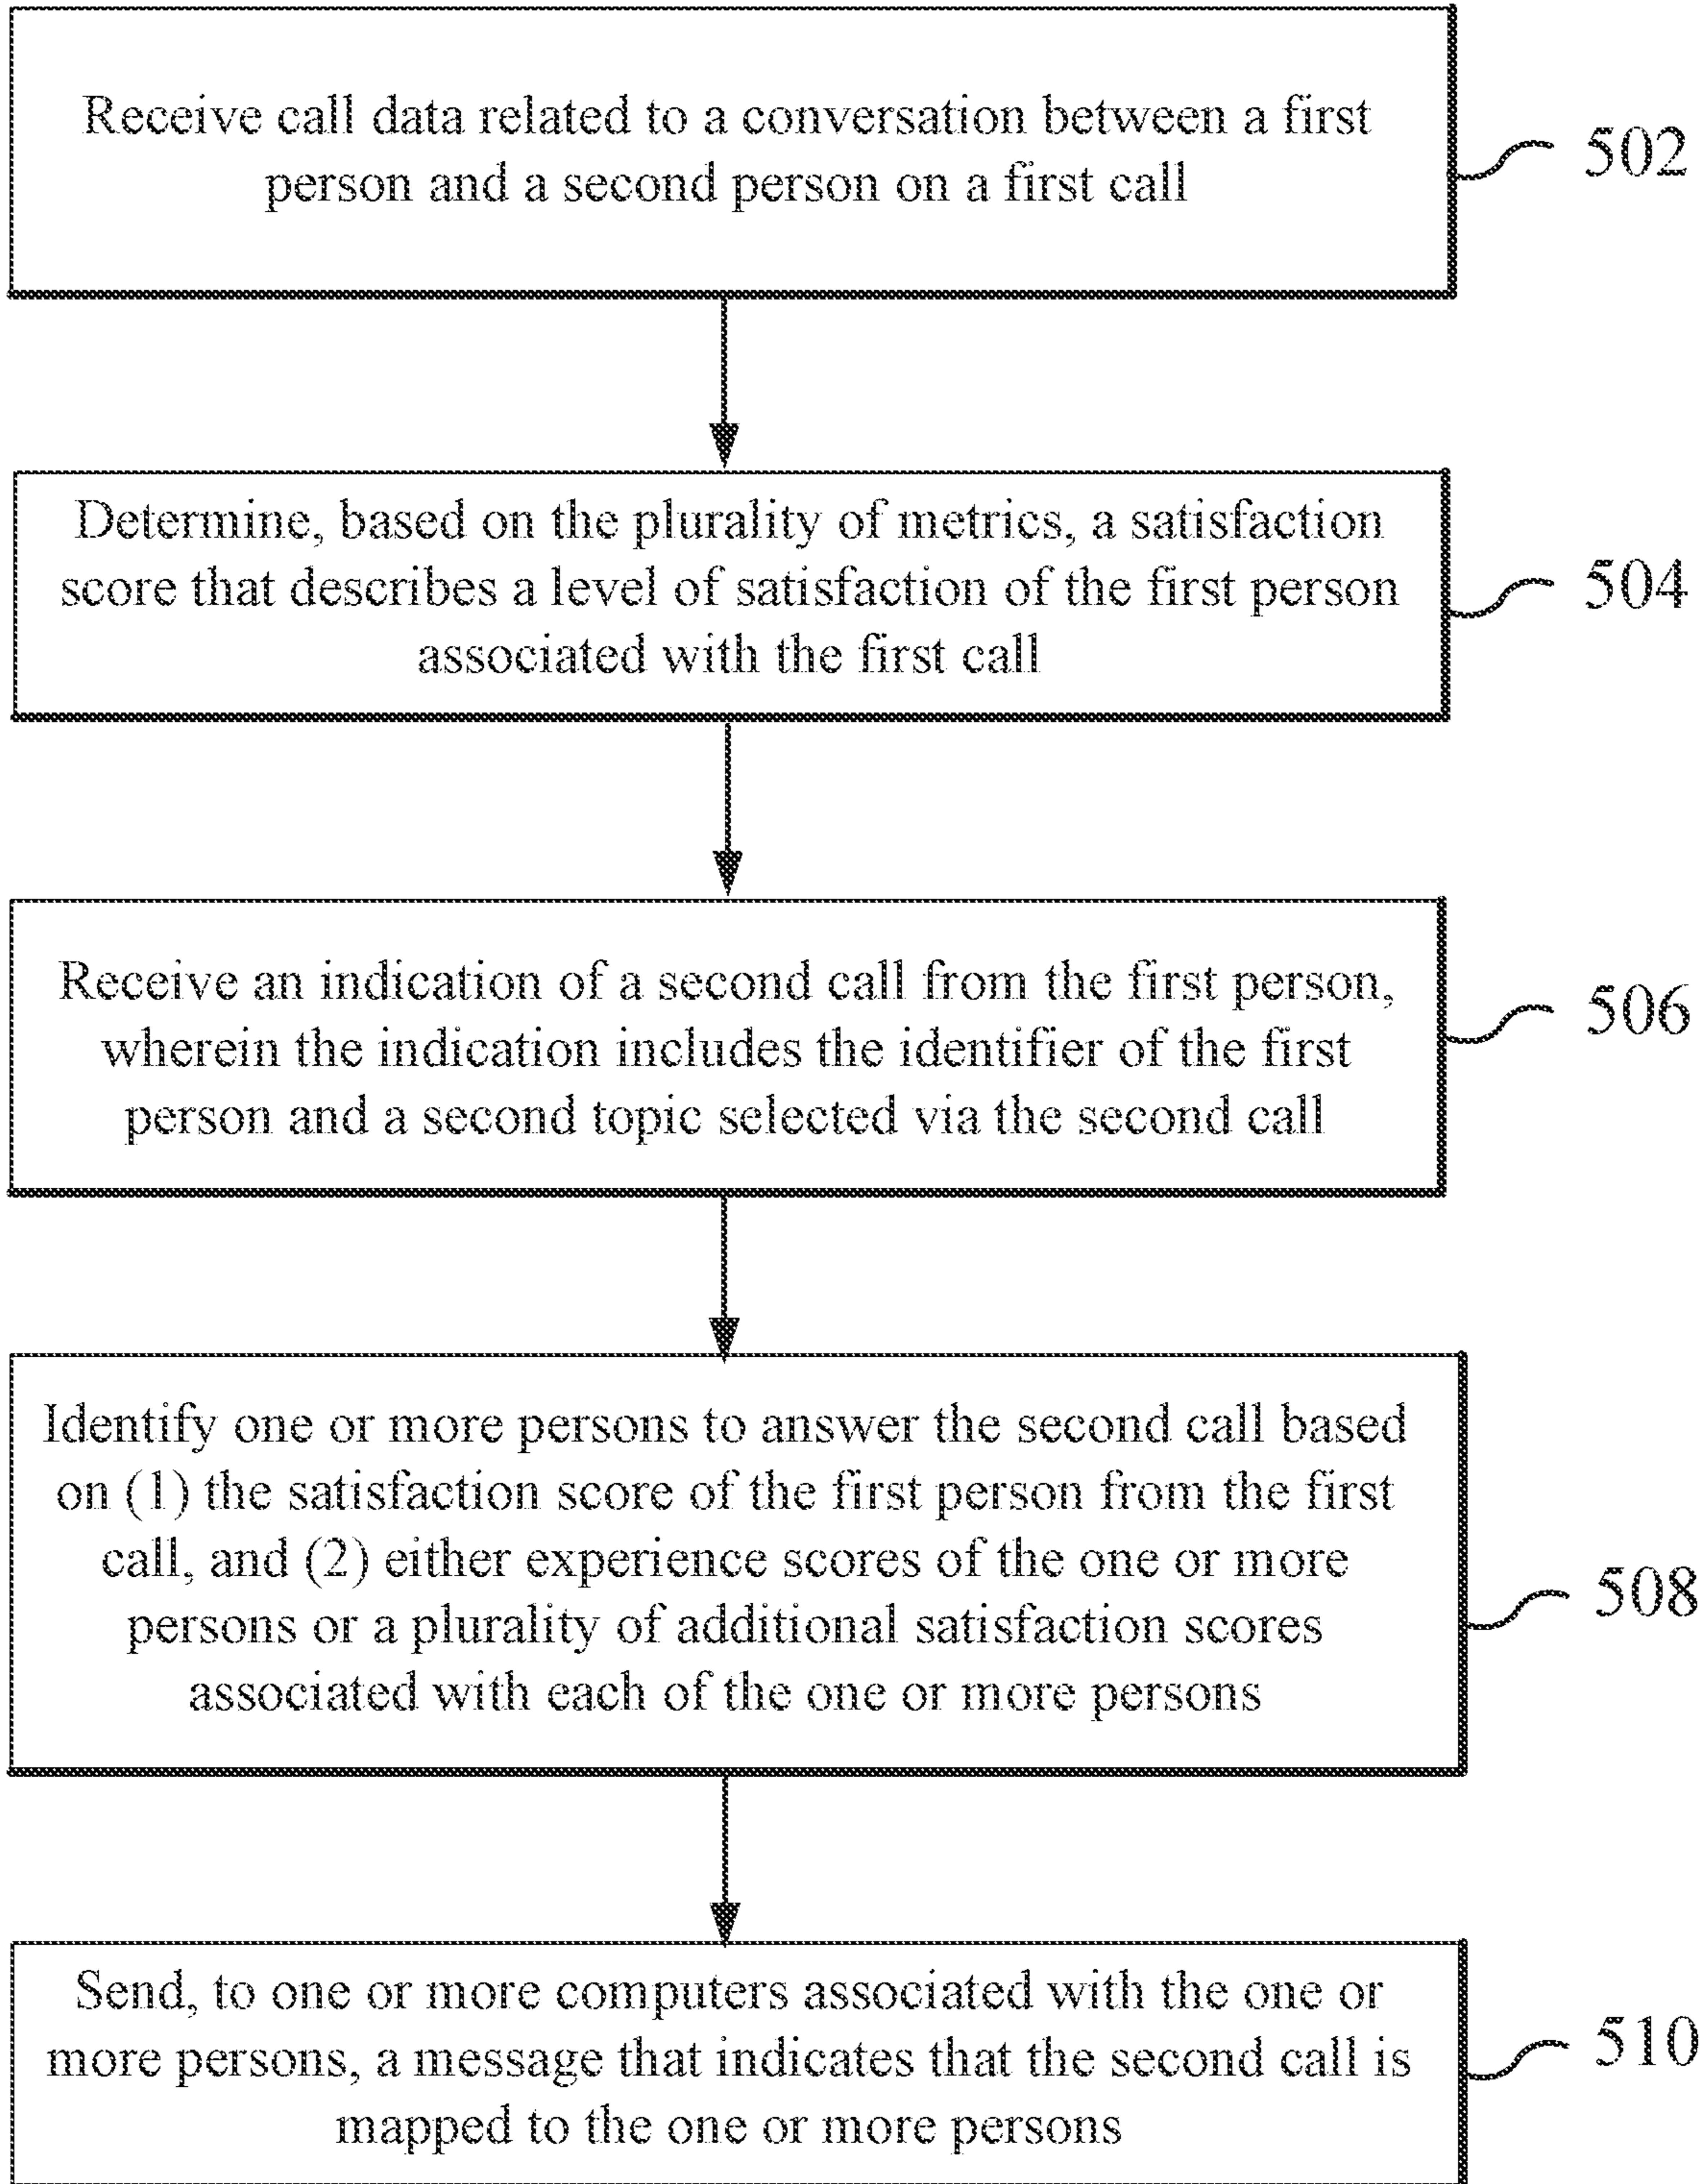 Receive call data related to a conversation between a first
person and a second person on a first call
502
Determine, based on the plurality of metrics, a satisfaction
score that describes a level of satisfaction of the first person
associated with the first call
504
Receive an indication of a second call from the first person,
wherein the indication includes the identifier of the first
person and a second topic selected via the second call
506
Identify one or more persons to answer the second call based
on (1) the satisfaction score of the first person from the first
call, and (2) either experience scores of the one or more
persons or a plurality of additional satisfaction scores
associated with each of the one or more persons
508
Send, to one or more computers associated with the one or
more persons, a message that indicates that the second call is
mapped to the one or more persons
510